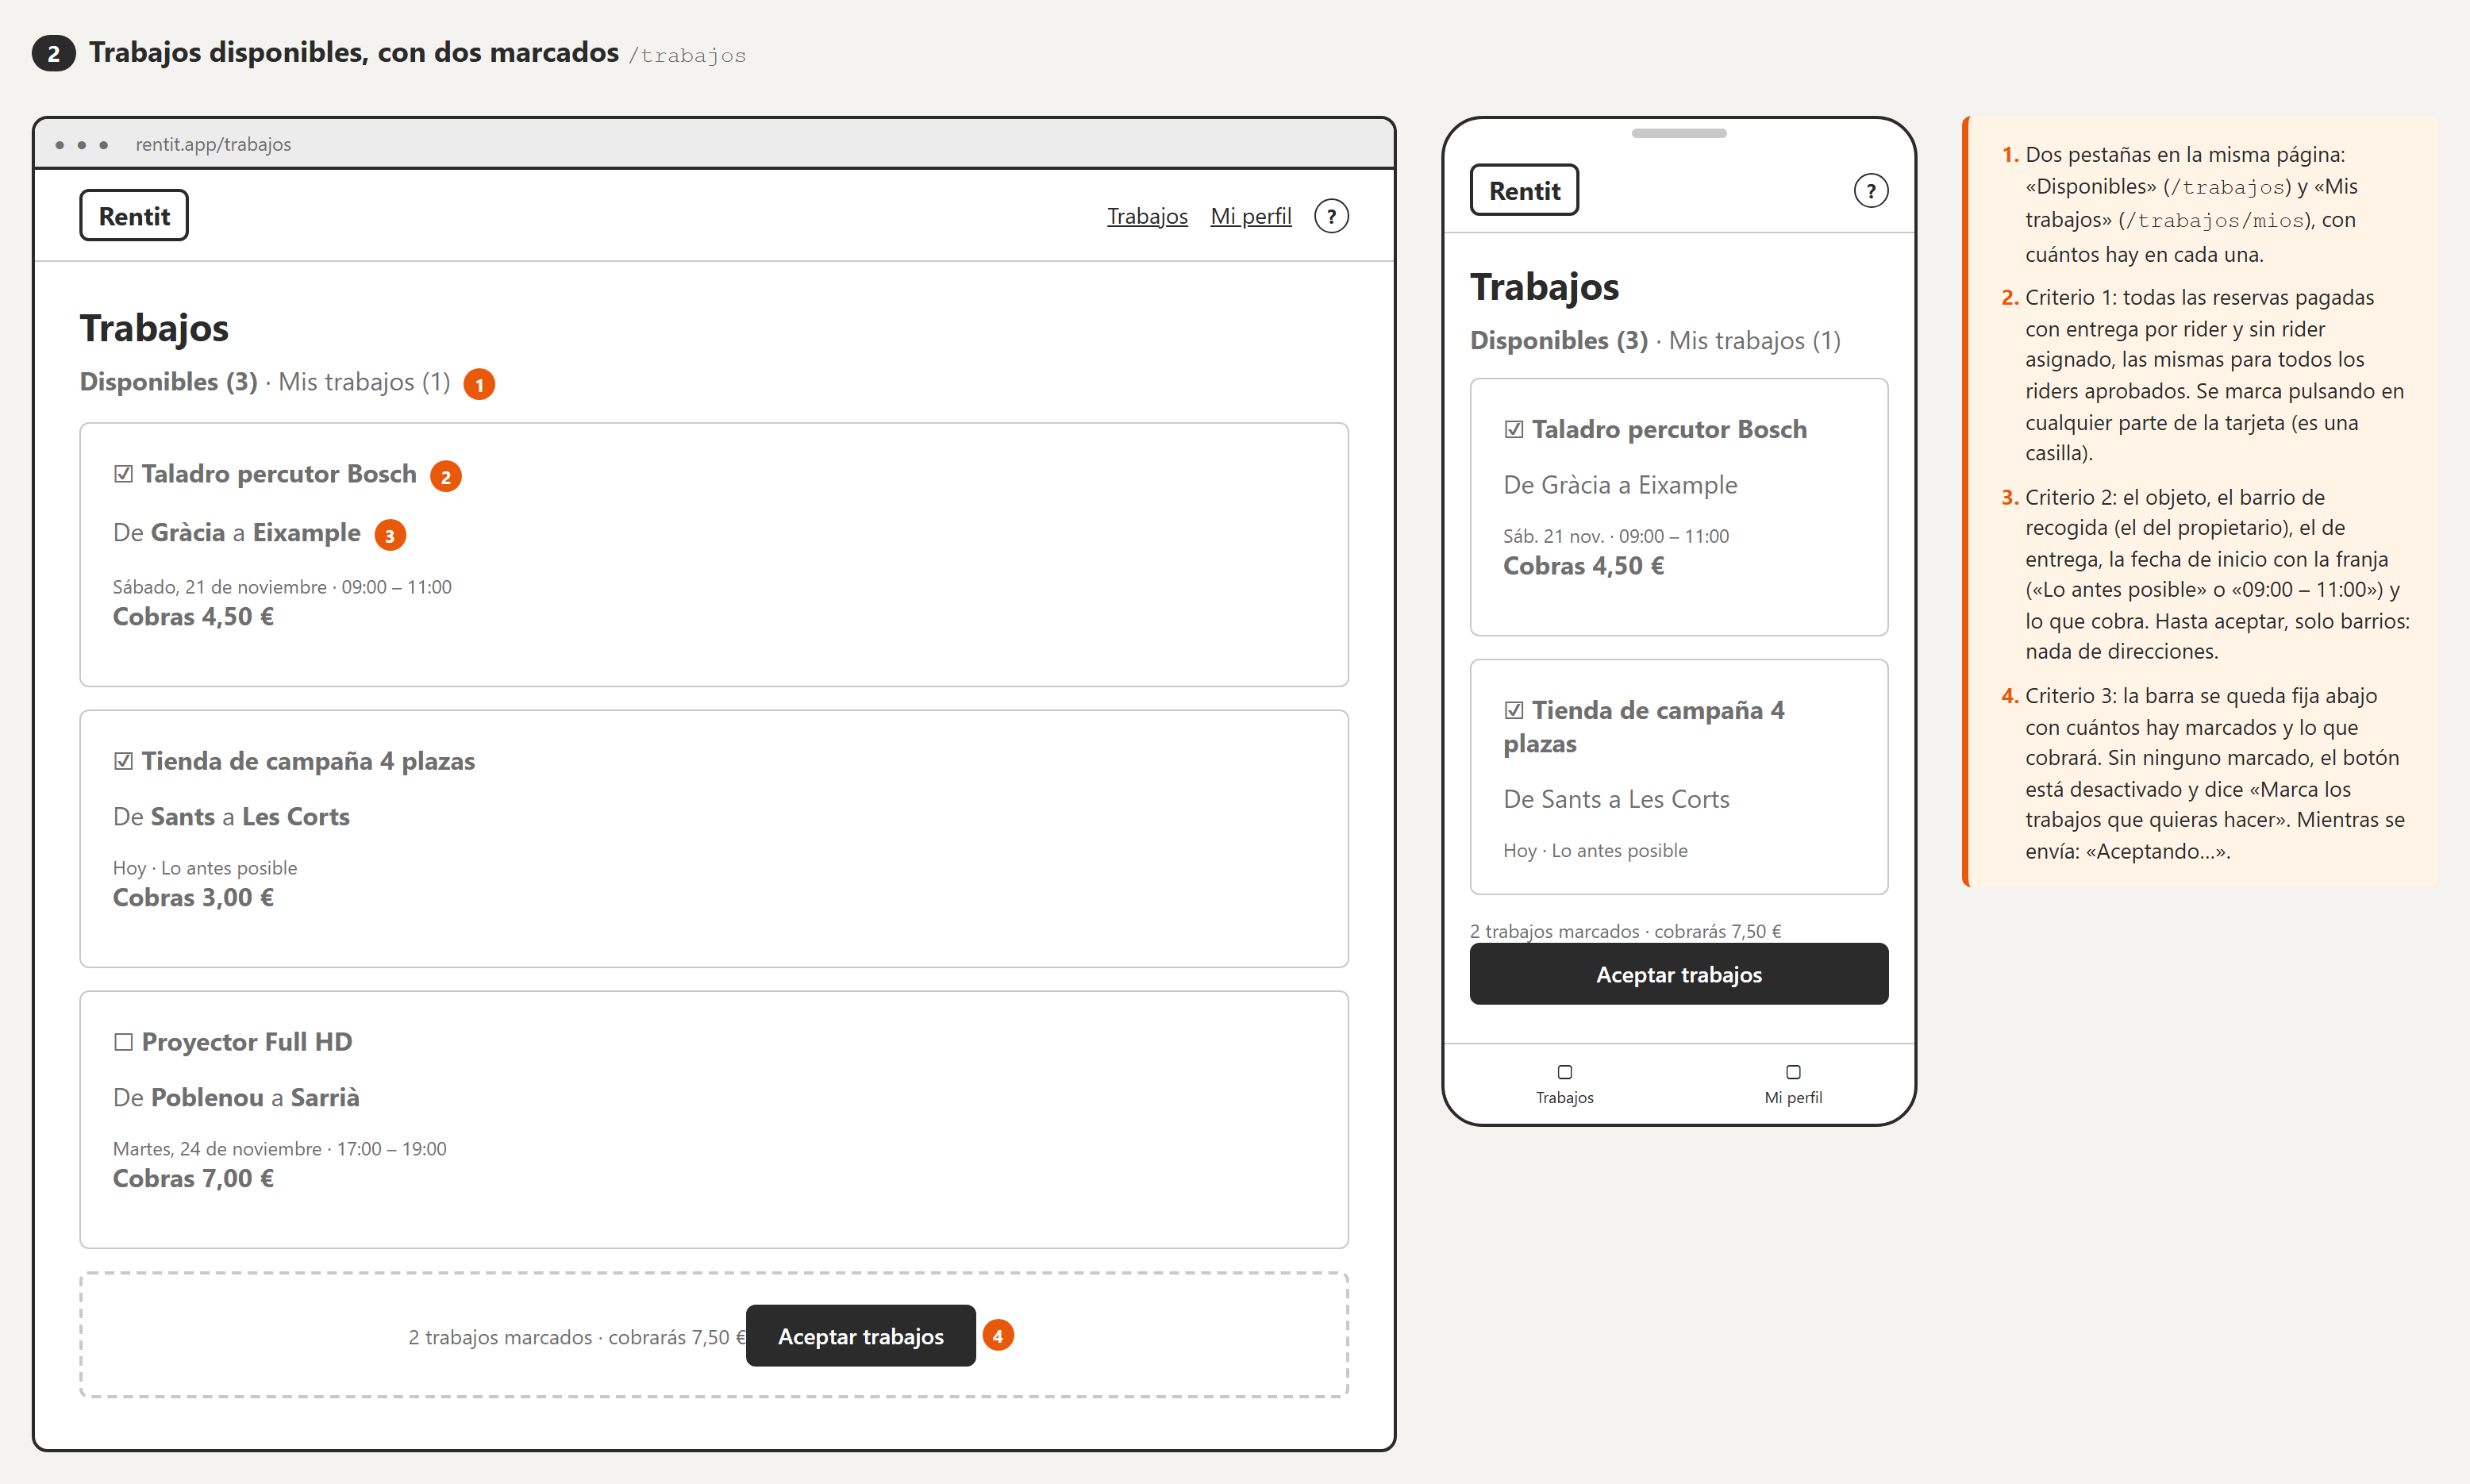 2 Trabajos disponibles, con dos marcados /trabajos
rentit.app/trabajos
Rentit
Trabajos Mi perfil ?
Trabajos
Disponibles (3) · Mis trabajos (1) 1
☑ Taladro percutor Bosch 2
De Gràcia a Eixample 3
Sábado, 21 de noviembre · 09:00 – 11:00
Cobras 4,50 €
☑ Tienda de campaña 4 plazas
De Sants a Les Corts
Hoy · Lo antes posible
Cobras 3,00 €
☐ Proyector Full HD
De Poblenou a Sarrià
Martes, 24 de noviembre · 17:00 – 19:00
Cobras 7,00 €
2 trabajos marcados · cobrarás 7,50 € Aceptar trabajos 4
Rentit ?
Trabajos
Disponibles (3) · Mis trabajos (1)
☑ Taladro percutor Bosch
De Gràcia a Eixample
Sáb. 21 nov. · 09:00 – 11:00
Cobras 4,50 €
☑ Tienda de campaña 4
plazas
De Sants a Les Corts
Hoy · Lo antes posible
2 trabajos marcados · cobrarás 7,50 €
Aceptar trabajos
Trabajos Mi perfil
1. Dos pestañas en la misma página:
«Disponibles» (/trabajos) y «Mis
trabajos» (/trabajos/mios), con
cuántos hay en cada una.
2. Criterio 1: todas las reservas pagadas
con entrega por rider y sin rider
asignado, las mismas para todos los
riders aprobados. Se marca pulsando en
cualquier parte de la tarjeta (es una
casilla).
3. Criterio 2: el objeto, el barrio de
recogida (el del propietario), el de
entrega, la fecha de inicio con la franja
(«Lo antes posible» o «09:00 – 11:00») y
lo que cobra. Hasta aceptar, solo barrios:
nada de direcciones.
4. Criterio 3: la barra se queda fija abajo
con cuántos hay marcados y lo que
cobrará. Sin ninguno marcado, el botón
está desactivado y dice «Marca los
trabajos que quieras hacer». Mientras se
envía: «Aceptando…».